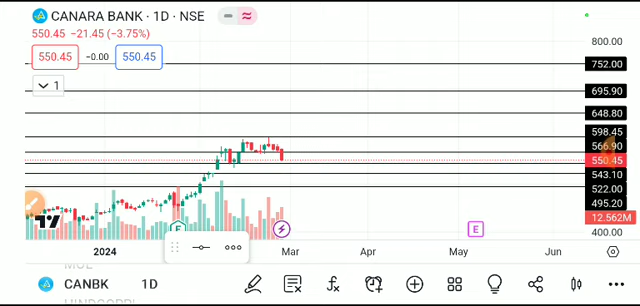 CANARA BANK · 1D · NSE
550.45 −21.45 (−3.75%)
550.45 −0.00 550.45
1
800.00
752.00
695.90
648.80
598.45
566.90
550.45
543.10
522.00
495.20
12.562M
400.00
E
E
2024 Mar Apr May Jun
CANBK 1D